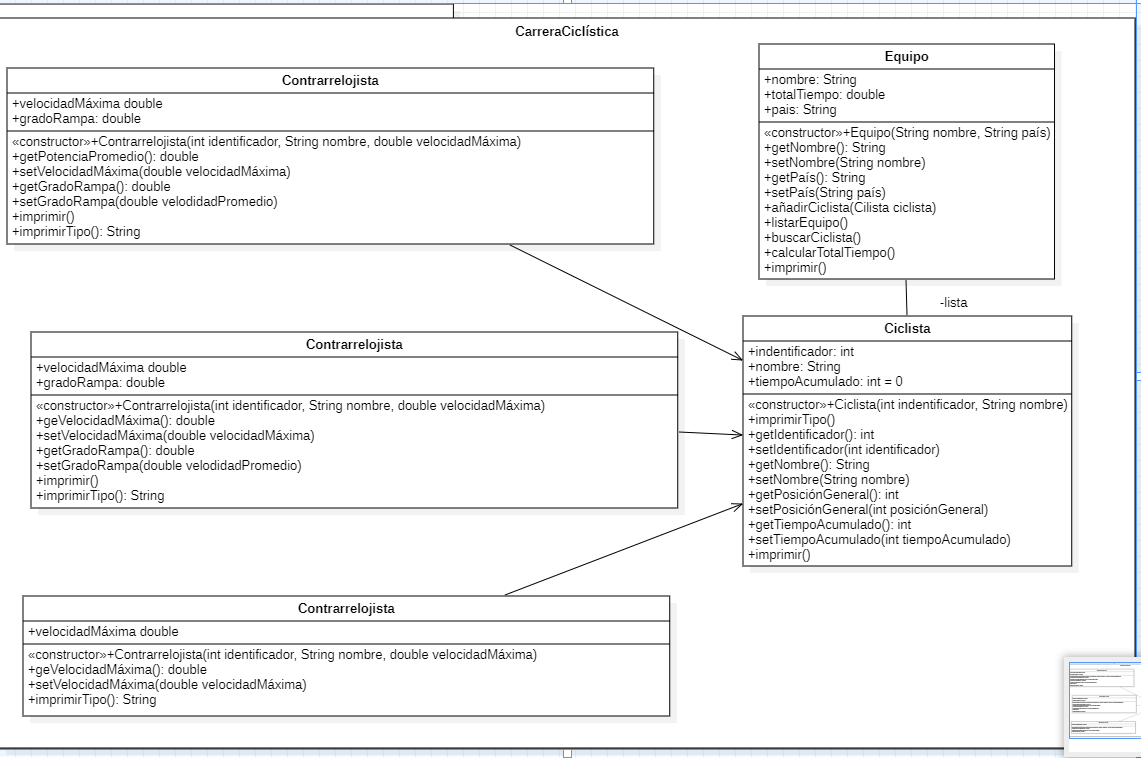 CarreraCiclística
Contrarrelojista
+velocidadMáxima double
+gradoRampa: double
«constructor»+Contrarrelojista(int identificador, String nombre, double velocidadMáxima)
+getPotenciaPromedio(): double
+setVelocidadMáxima(double velocidadMáxima)
+getGradoRampa(): double
+setGradoRampa(double velodidadPromedio)
+imprimir()
+imprimirTipo(): String
Equipo
+nombre: String
+totalTiempo: double
+pais: String
«constructor»+Equipo(String nombre, String país)
+getNombre(): String
+setNombre(String nombre)
+getPaís(): String
+setPaís(String país)
+añadirCiclista(Cilista ciclista)
+listarEquipo()
+buscarCiclista()
+calcularTotalTiempo()
+imprimir()
-lista
Contrarrelojista
+velocidadMáxima double
+gradoRampa: double
«constructor»+Contrarrelojista(int identificador, String nombre, double velocidadMáxima)
+geVelocidadMáxima(): double
+setVelocidadMáxima(double velocidadMáxima)
+getGradoRampa(): double
+setGradoRampa(double velodidadPromedio)
+imprimir()
+imprimirTipo(): String
Ciclista
+indentificador: int
+nombre: String
+tiempoAcumulado: int = 0
«constructor»+Ciclista(int indentificador, String nombre)
+imprimirTipo()
+getIdentificador(): int
+setIdentificador(int identificador)
+getNombre(): String
+setNombre(String nombre)
+getPosiciónGeneral(): int
+setPosiciónGeneral(int posiciónGeneral)
+getTiempoAcumulado(): int
+setTiempoAcumulado(int tiempoAcumulado)
+imprimir()
Contrarrelojista
+velocidadMáxima double
«constructor»+Contrarrelojista(int identificador, String nombre, double velocidadMáxima)
+geVelocidadMáxima(): double
+setVelocidadMáxima(double velocidadMáxima)
+imprimirTipo(): String